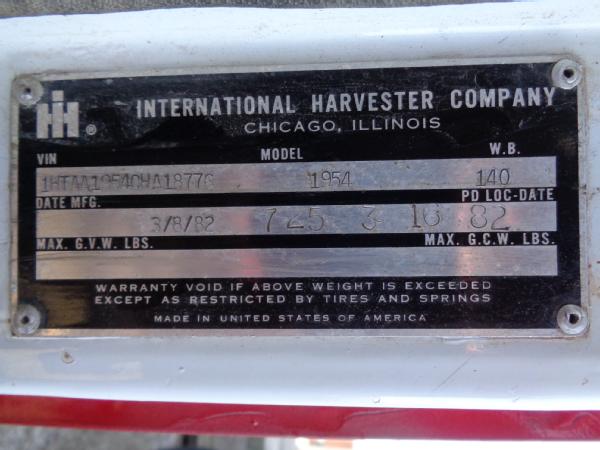 IH ® INTERNATIONAL HARVESTER COMPANY
CHICAGO, ILLINOIS
VIN MODEL W.B.
1954 140
DATE MFG. PD LOC-DATE
3/8/82 725 3 16 82
MAX. G.V.W. LBS. MAX. G.C.W. LBS.
WARRANTY VOID IF ABOVE WEIGHT IS EXCEEDED
EXCEPT AS RESTRICTED BY TIRES AND SPRINGS
MADE IN UNITED STATES OF AMERICA